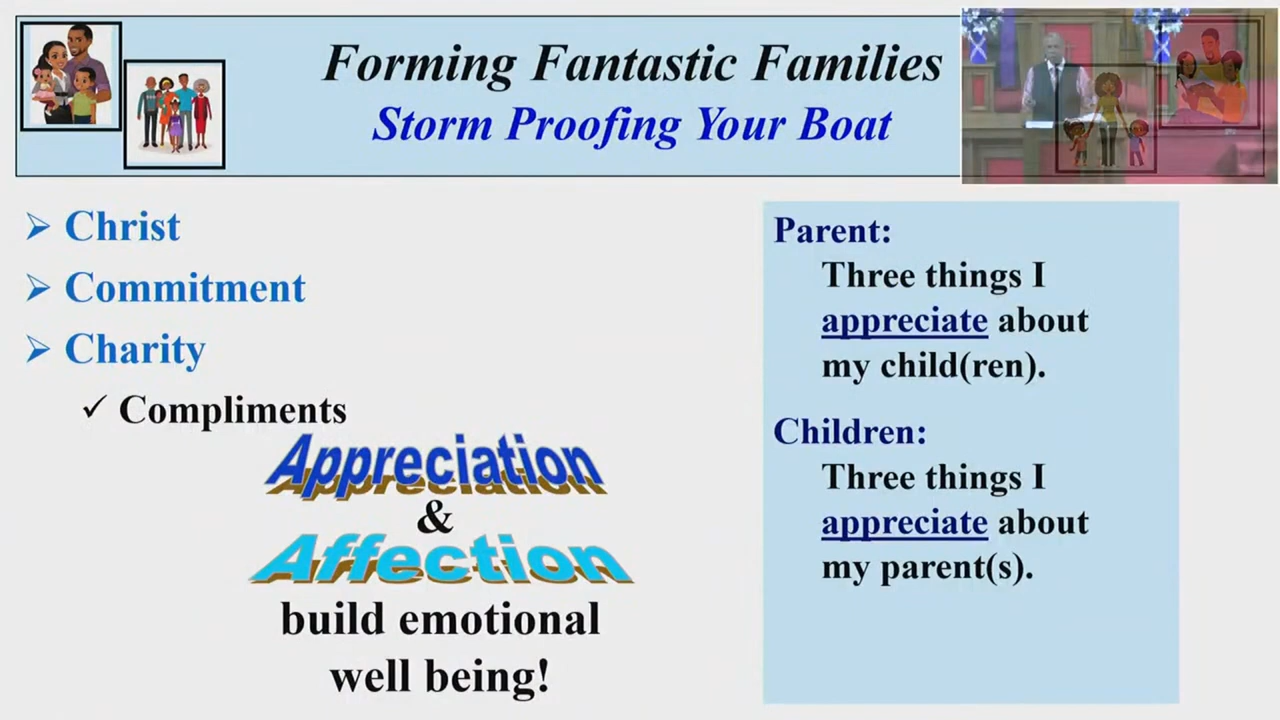 Forming Fantastic Families
Storm Proofing Your Boat
Christ
Commitment
Charity
Compliments
Appreciation
&
Affection
build emotional
well being!
Parent:
Three things I
appreciate about
my child(ren).
Children:
Three things I
appreciate about
my parent(s).